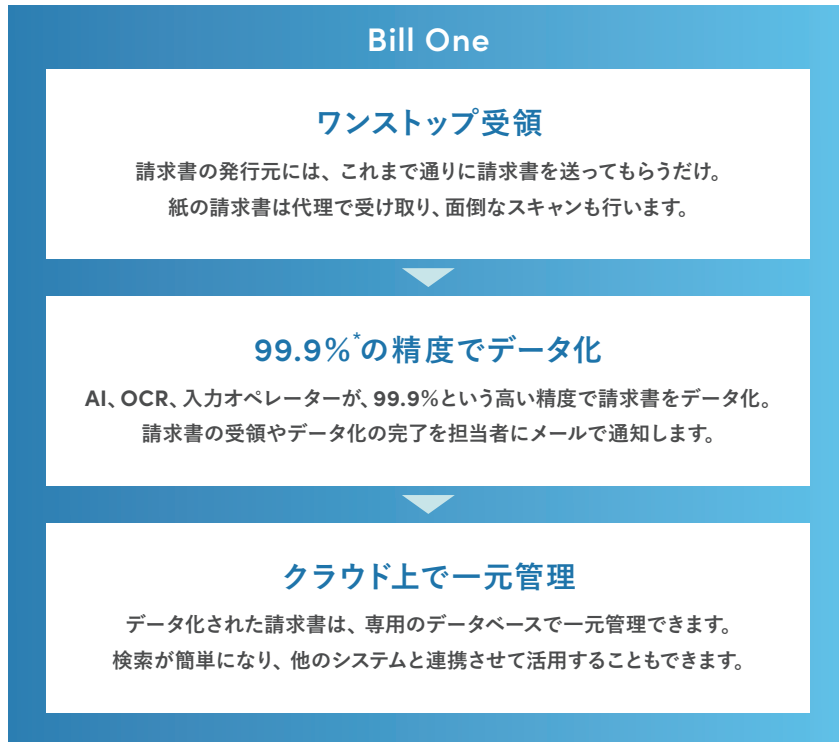 Bill One
ワンストップ受領
請求書の発行元には、これまで通りに請求書を送ってもらうだけ。
紙の請求書は代理で受け取り、面倒なスキャンも行います。
99.9%*の精度でデータ化
AI、OCR、入力オペレーターが、99.9%という高い精度で請求書をデータ化。
請求書の受領やデータ化の完了を担当者にメールで通知します。
クラウド上で一元管理
データ化された請求書は、専用のデータベースで一元管理できます。
検索が簡単になり、他のシステムと連携させて活用することもできます。